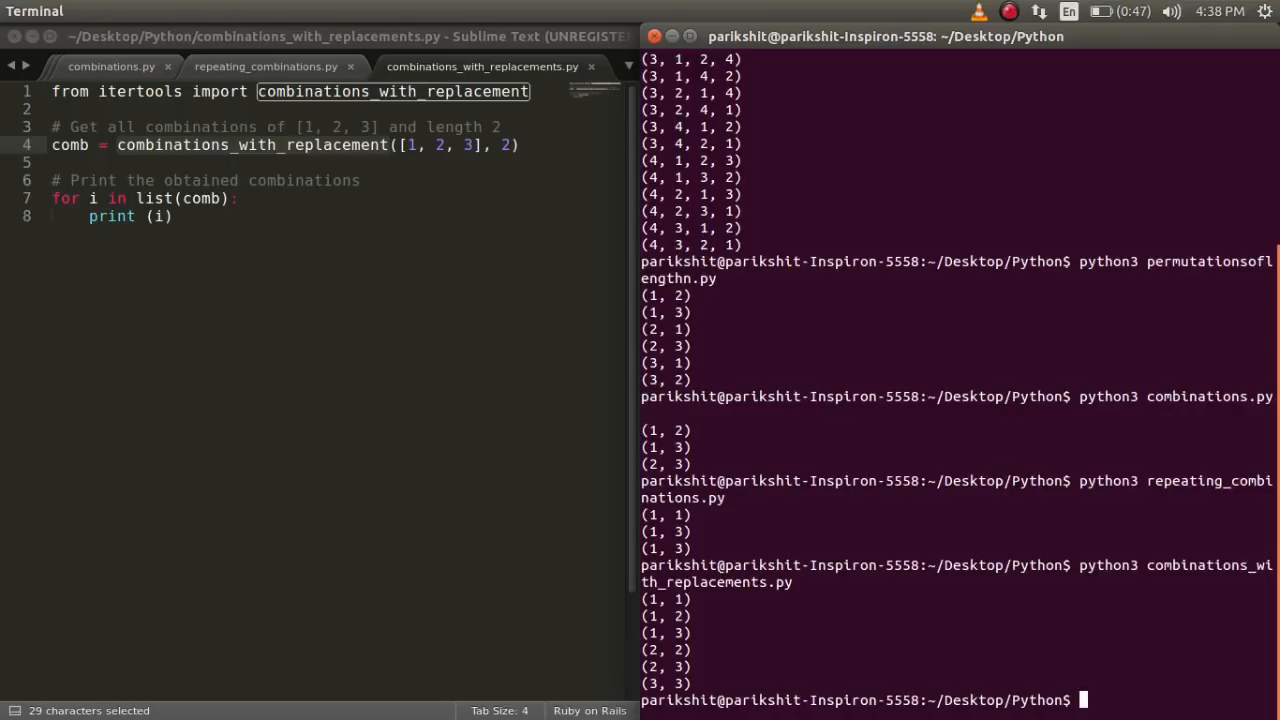 Terminal
En (0:47) 4:38 PM
~/Desktop/Python/combinations_with_replacements.py - Sublime Text (UNREGISTE
combinations.py × repeating_combinations.py × combinations_with_replacements.py ×
1 from itertools import combinations_with_replacement
2
3 # Get all combinations of [1, 2, 3] and length 2
4 comb = combinations_with_replacement([1, 2, 3], 2)
5
6 # Print the obtained combinations
7 for i in list(comb):
8 print (i)
29 characters selected
Tab Size: 4
Ruby on Rails
parikshit@parikshit-Inspiron-5558: ~/Desktop/Python
(3, 1, 2, 4)
(3, 1, 4, 2)
(3, 2, 1, 4)
(3, 2, 4, 1)
(3, 4, 1, 2)
(3, 4, 2, 1)
(4, 1, 2, 3)
(4, 1, 3, 2)
(4, 2, 1, 3)
(4, 2, 3, 1)
(4, 3, 1, 2)
(4, 3, 2, 1)
parikshit@parikshit-Inspiron-5558:~/Desktop/Python$ python3 permutationsofl
engthn.py
(1, 2)
(1, 3)
(2, 1)
(2, 3)
(3, 1)
(3, 2)
parikshit@parikshit-Inspiron-5558:~/Desktop/Python$ python3 combinations.py
(1, 2)
(1, 3)
(2, 3)
parikshit@parikshit-Inspiron-5558:~/Desktop/Python$ python3 repeating_combi
nations.py
(1, 1)
(1, 3)
(1, 3)
parikshit@parikshit-Inspiron-5558:~/Desktop/Python$ python3 combinations_wi
th_replacements.py
(1, 1)
(1, 2)
(1, 3)
(2, 2)
(2, 3)
(3, 3)
parikshit@parikshit-Inspiron-5558:~/Desktop/Python$